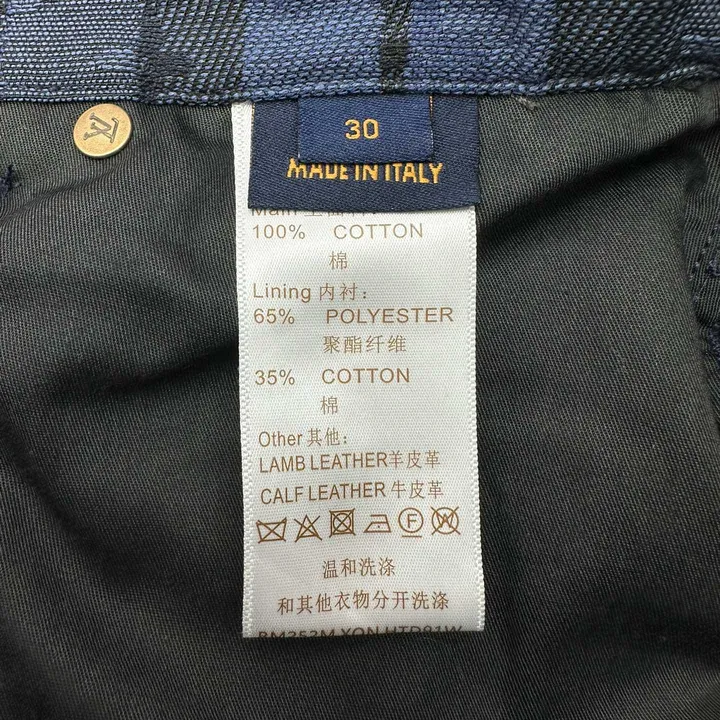 LV
30
MADE IN ITALY
100% COTTON
棉
Lining 内衬:
65% POLYESTER
聚酯纤维
35% COTTON
棉
Other 其他:
LAMB LEATHER羊皮革
CALF LEATHER 牛皮革
F W
温和洗涤
和其他衣物分开洗涤